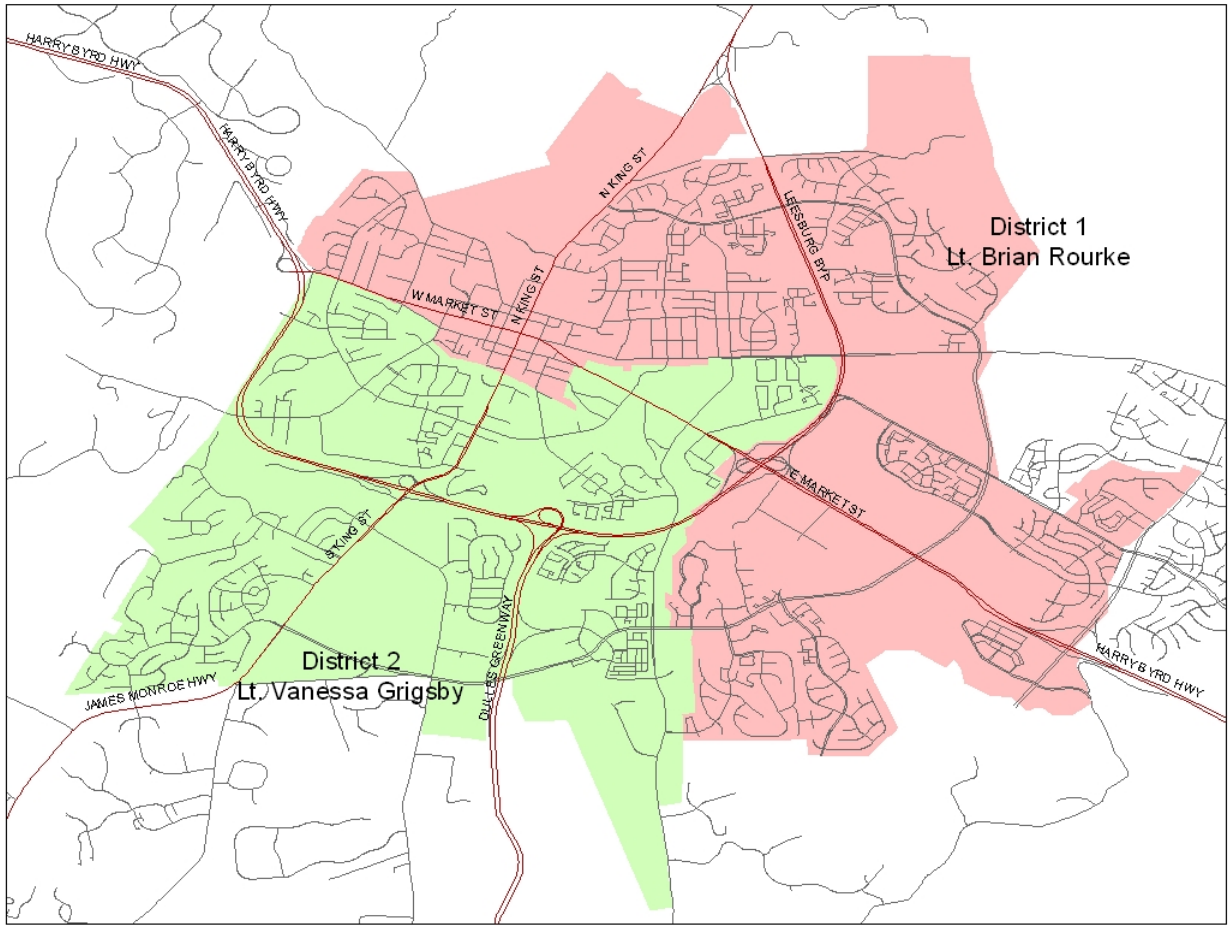 HARRY BYRD HWY
HARRY BYRD HWY
N KING ST
LEESBURG BYP
District 1
Lt. Brian Rourke
W MARKET ST
N KING ST
E MARKET ST
S KING ST
DULLES GREENWAY
District 2
Lt. Vanessa Grigsby
JAMES MONROE HWY
HARRY BYRD HWY